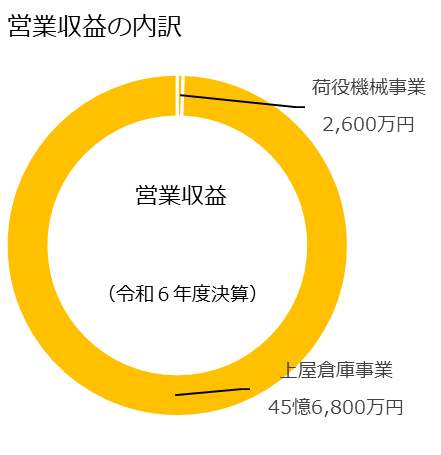 営業収益の内訳
荷役機械事業
2,600万円
営業収益
（令和６年度決算）
上屋倉庫事業
45憶6,800万円